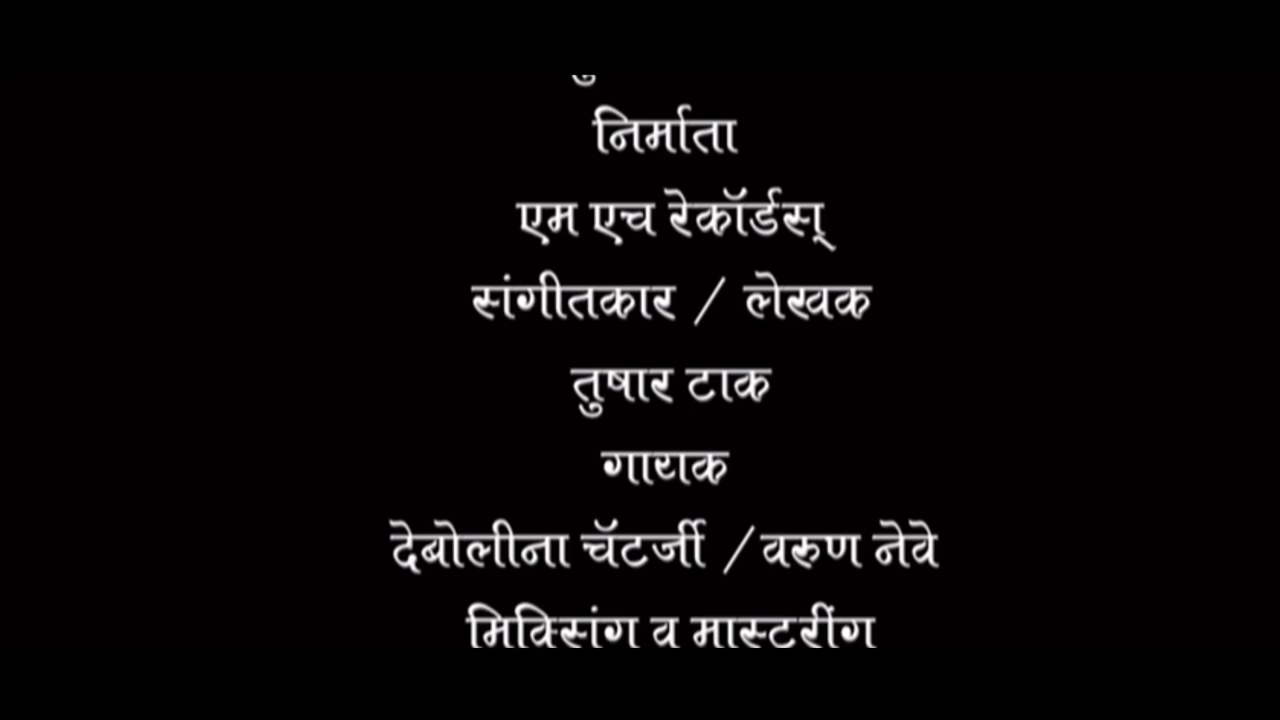 निर्माता
एम एच रेकॉर्डस्
संगीतकार / लेखक
तुषार टाक
गायक
देबोलीना चॅटर्जी / वरुण नेवे
मिक्सिंग व मास्टरींग